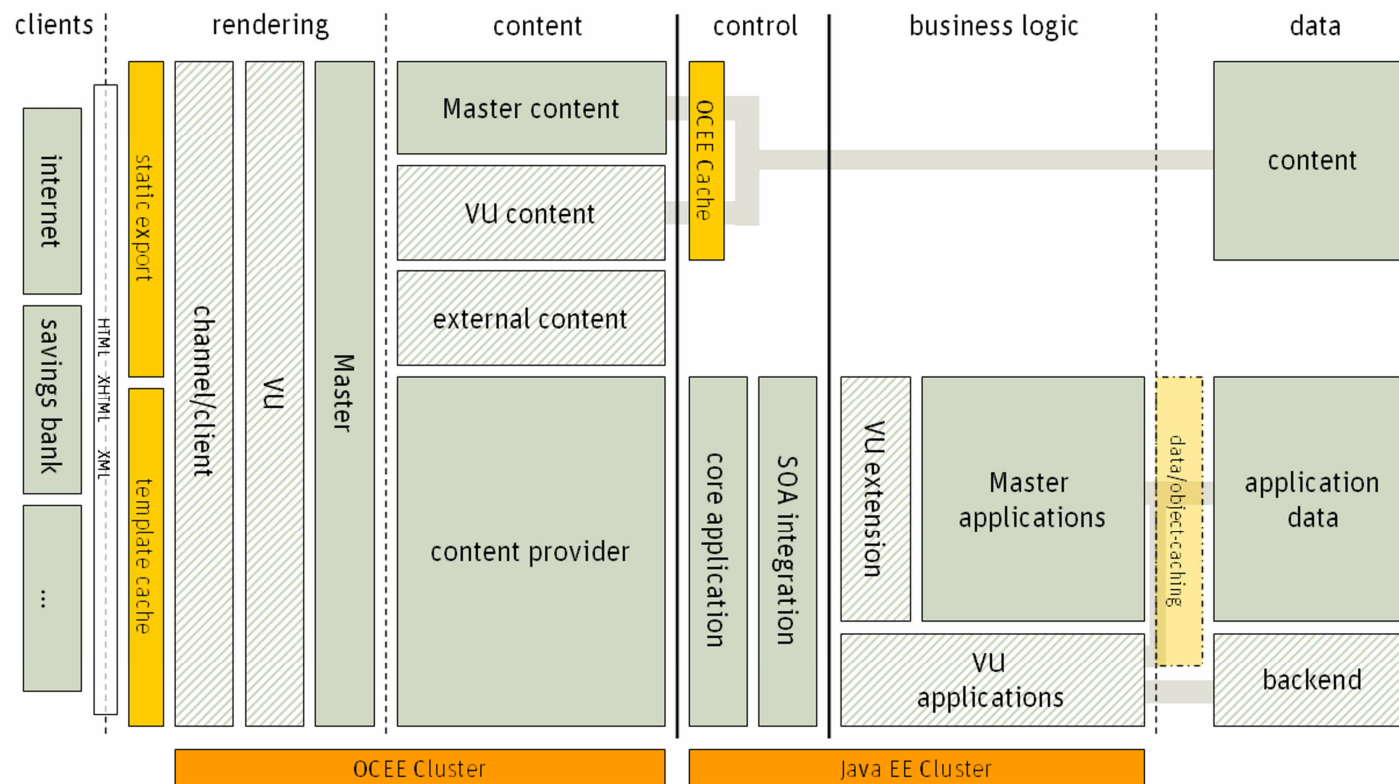 clients
rendering
content
control
business logic
data
internet
savings bank
...
HTML XHTML XML
static export
template cache
channel/client
VU
Master
Master content
VU content
external content
content provider
OCEE Cache
core application
SOA integration
VU extension
Master
applications
VU
applications
data/object-caching
content
application
data
backend
OCEE Cluster
Java EE Cluster